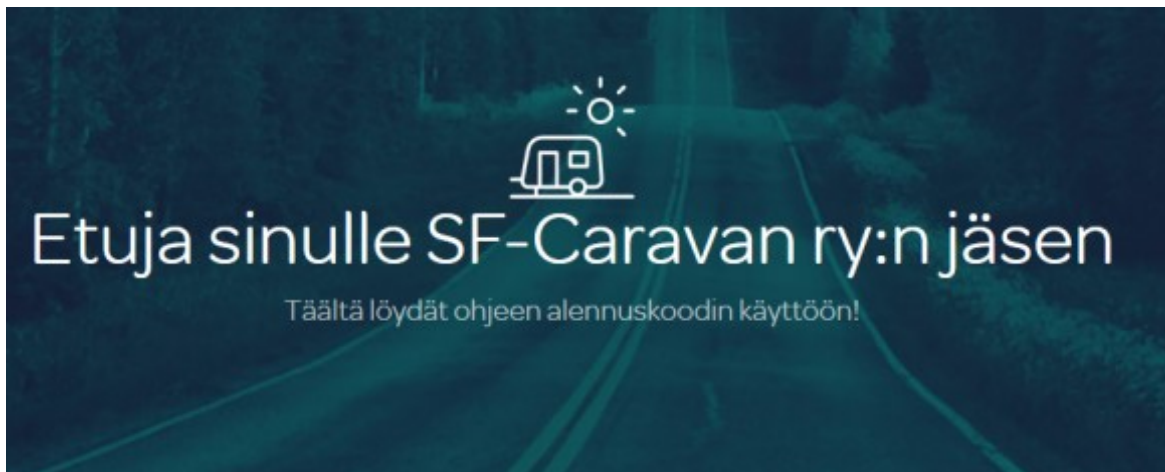 Etuja sinulle SF-Caravan ry:n jäsen
Täältä löydät ohjeen alennuskoodin käyttöön!